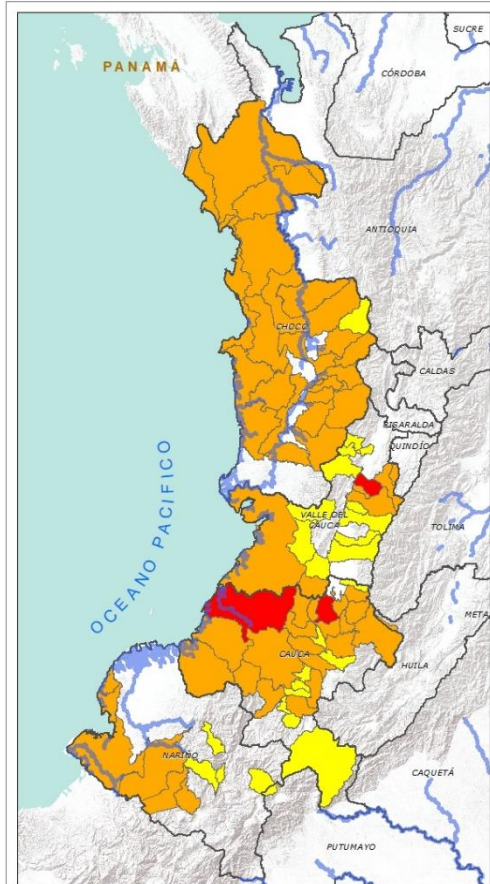 SUCRE
PANAMÁ
CÓRDOBA
ANTIOQUIA
CHOCÓ
CALDAS
RISARALDA
QUINDÍO
OCEANO PACIFICO
VALLE DEL
CAUCA
TOLIMA
META
CAUCA
HUILA
NARIÑO
CAQUETÁ
PUTUMAYO